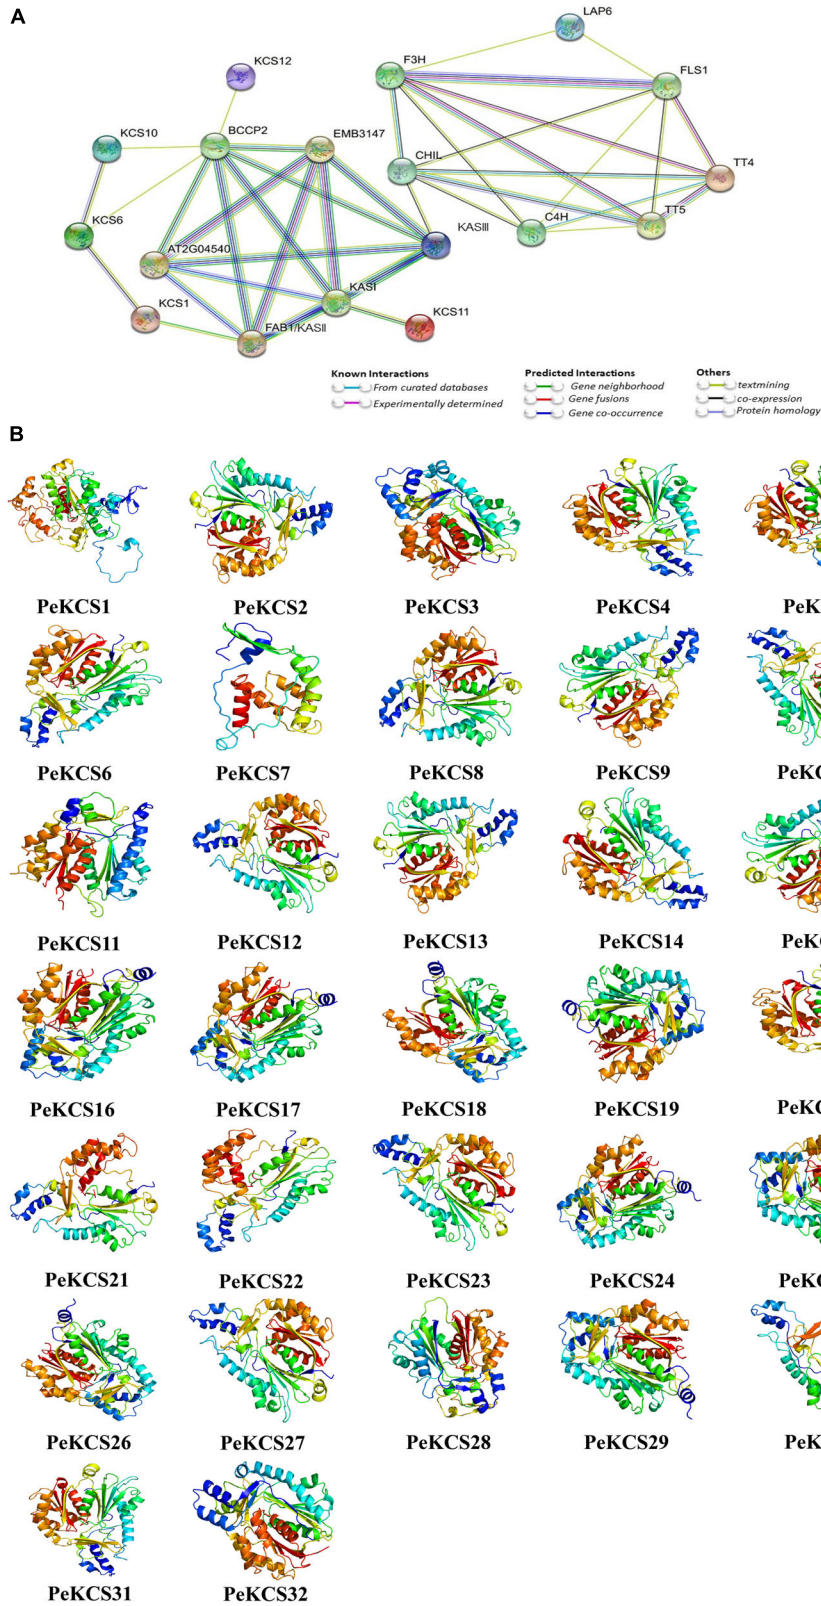 A
LAP6
F3H
KCS12
FLS1
KCS10
BCCP2
EMB3147
CHIL
TT4
KCS6
C4H
TT5
KASIII
AT2G04540
KASI
KCS1
FAB1/KASII
KCS11
Known Interactions
From curated databases
Experimentally determined
Predicted Interactions
Gene neighborhood
Gene fusions
Gene co-occurrence
Others
textmining
co-expression
Protein homology
B
PeKCS1 PeKCS2 PeKCS3 PeKCS4
PeKCS6 PeKCS7 PeKCS8 PeKCS9
PeKCS11 PeKCS12 PeKCS13 PeKCS14
PeKCS16 PeKCS17 PeKCS18 PeKCS19
PeKCS21 PeKCS22 PeKCS23 PeKCS24
PeKCS26 PeKCS27 PeKCS28 PeKCS29
PeKCS31 PeKCS32